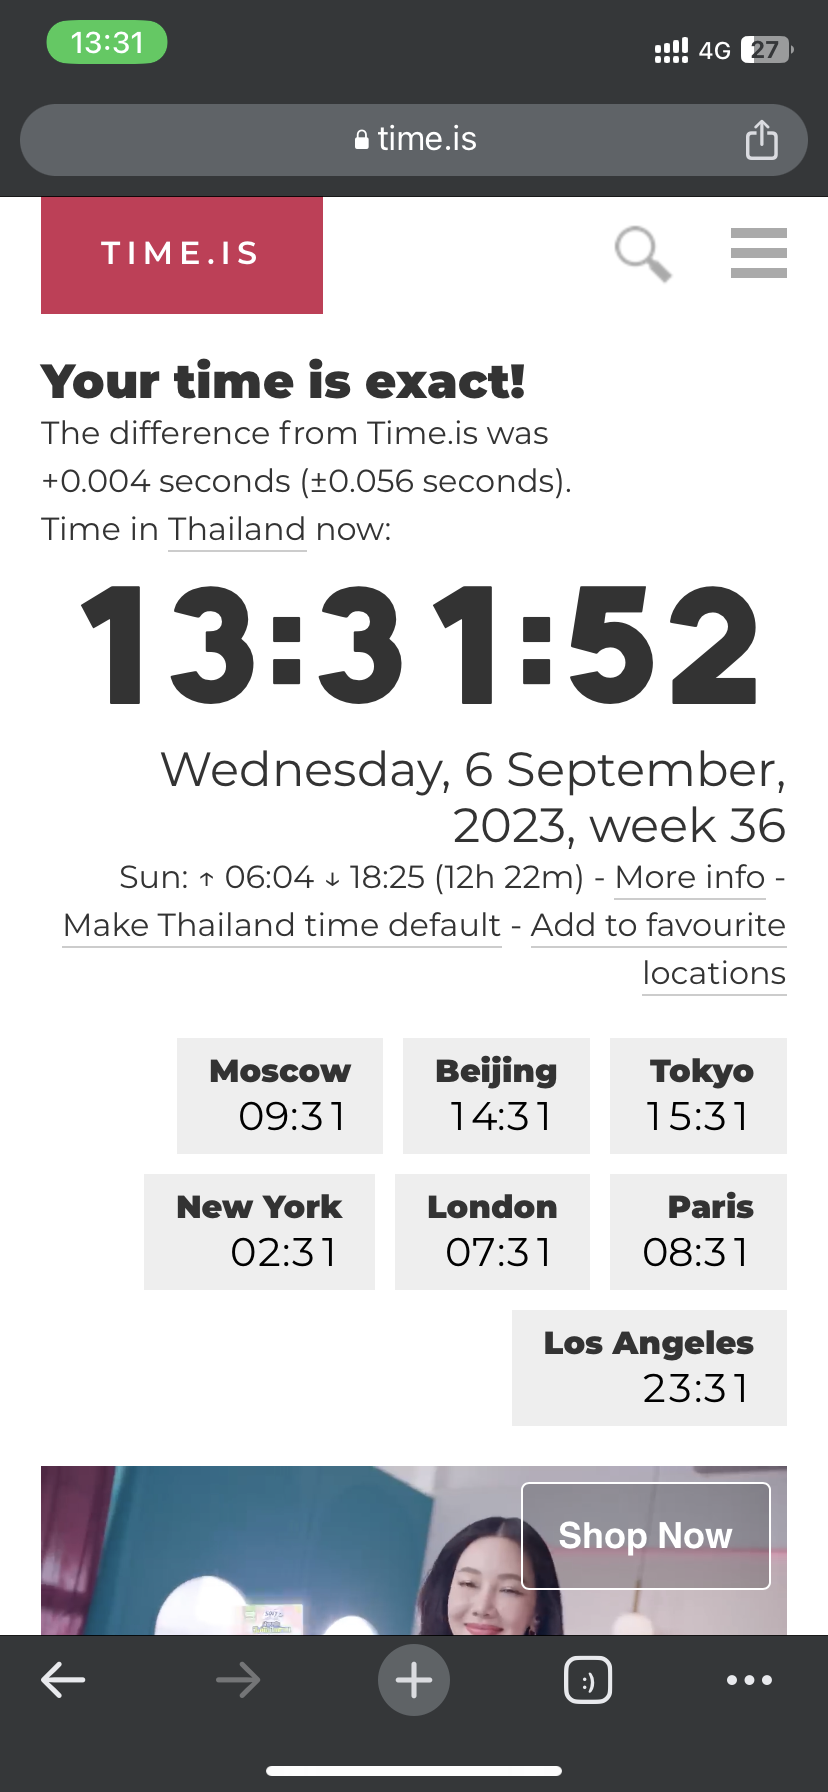 13:31
4G 27
time.is
TIME.IS
Your time is exact!
The difference from Time.is was
+0.004 seconds (±0.056 seconds).
Time in Thailand now:
13:31:52
Wednesday, 6 September,
2023, week 36
Sun: ↑ 06:04 ↓ 18:25 (12h 22m) - More info -
Make Thailand time default - Add to favourite
locations
Moscow Beijing Tokyo
09:31 14:31 15:31
New York London Paris
02:31 07:31 08:31
Los Angeles
23:31
Shop Now
:)